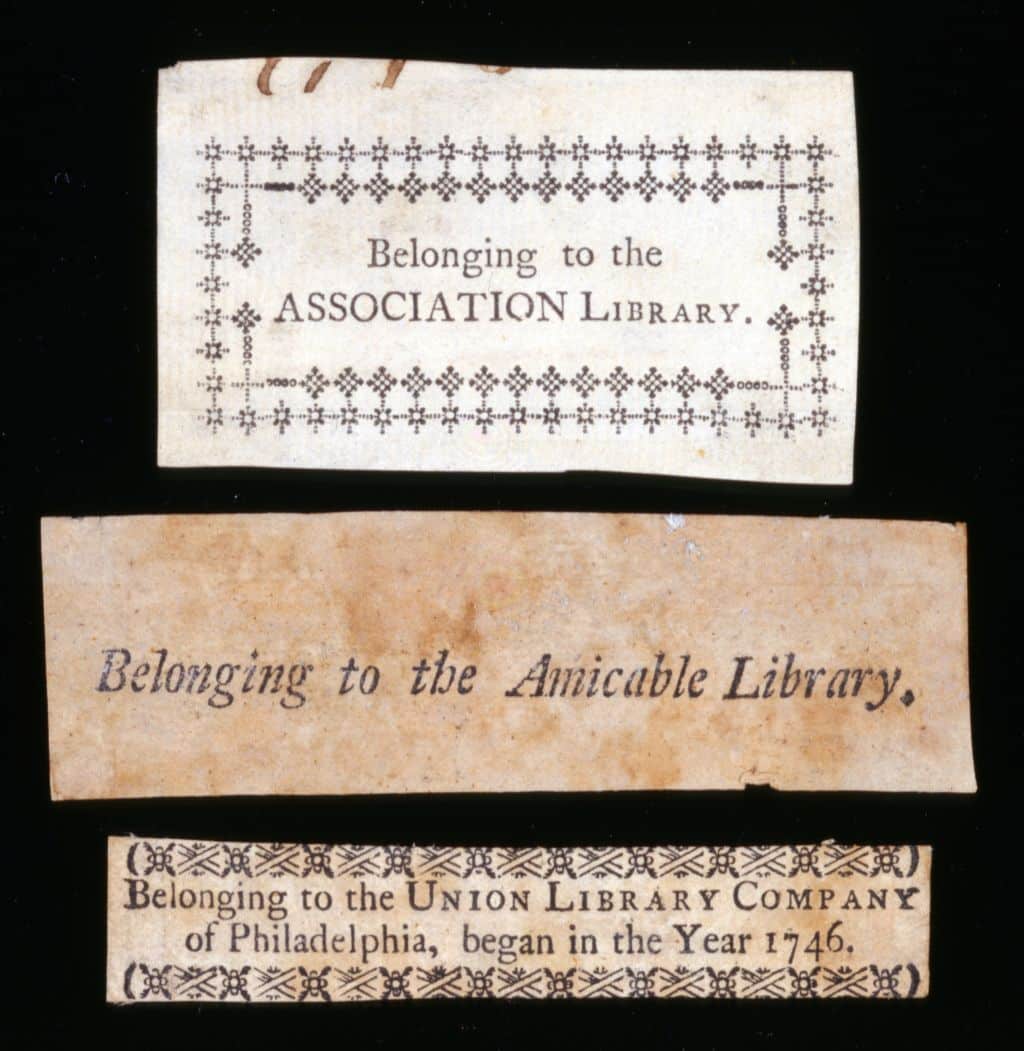 Belonging to the
ASSOCIATION LIBRARY.
Belonging to the Amicable Library.
Belonging to the UNION LIBRARY COMPANY
of Philadelphia, began in the Year 1746.